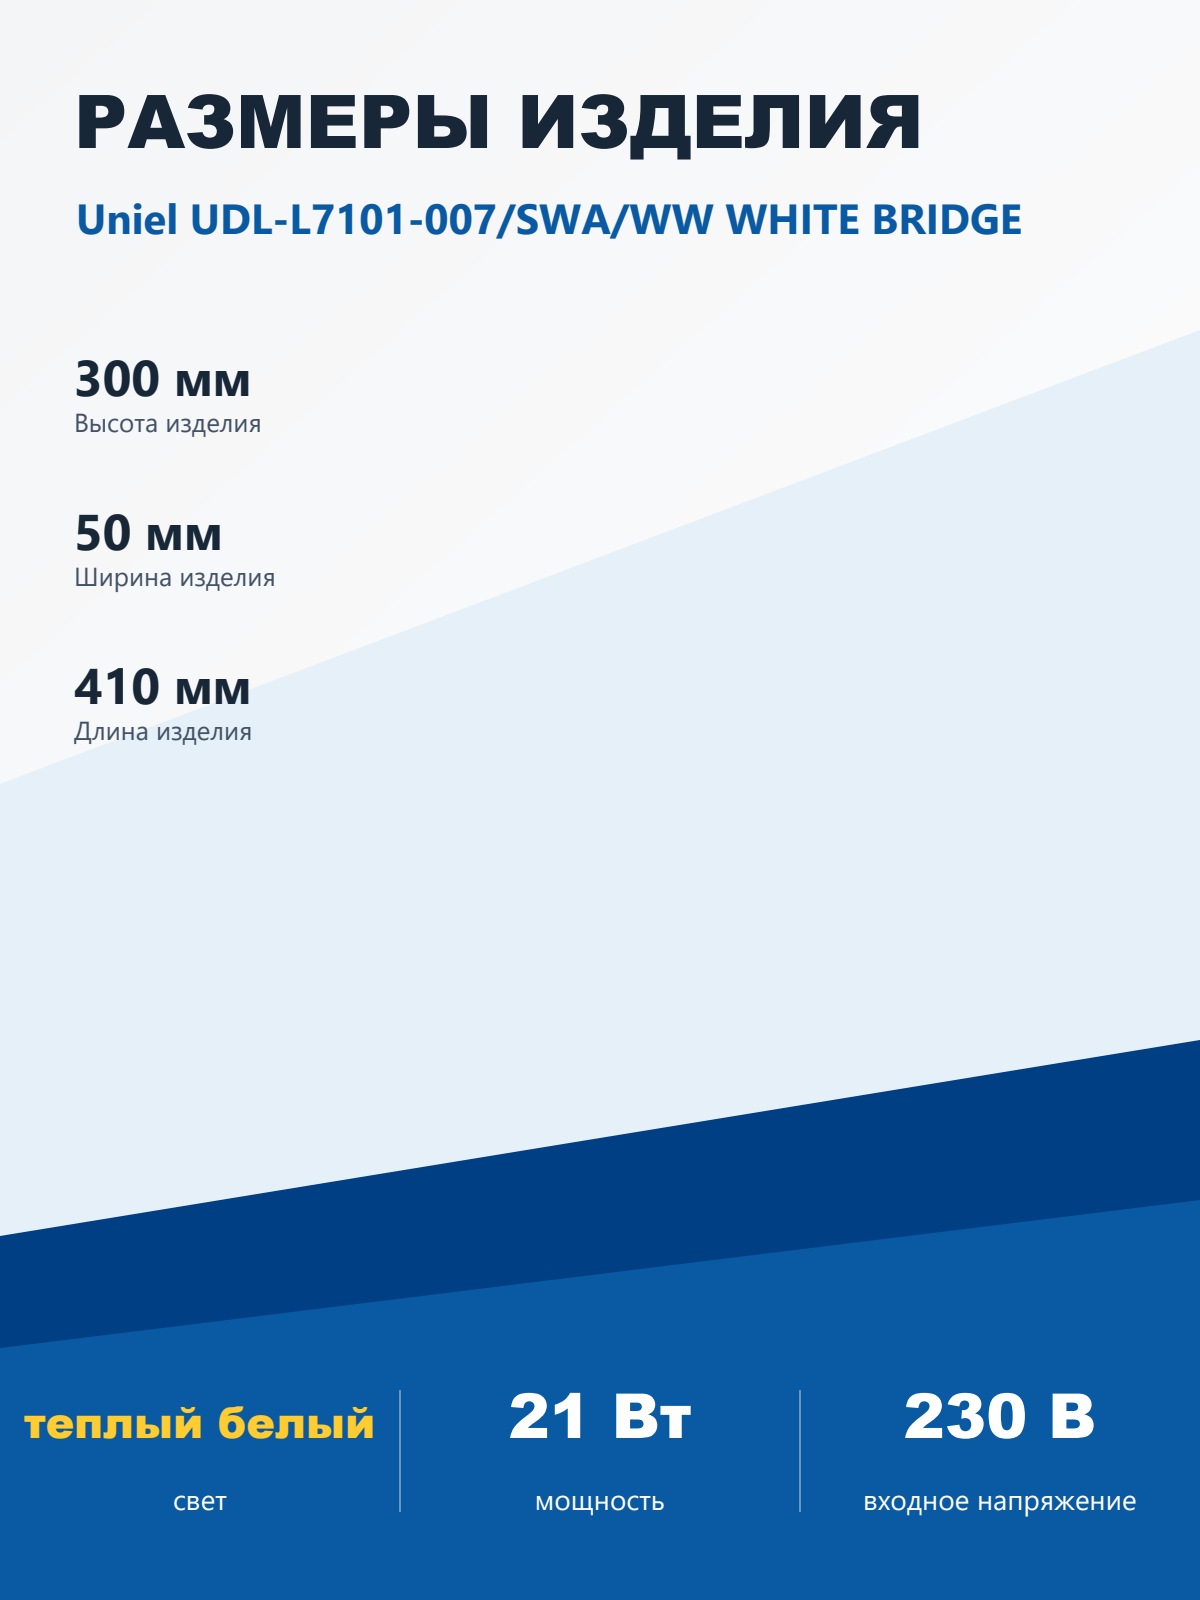 РАЗМЕРЫ ИЗДЕЛИЯ
Uniel UDL-L7101-007/SWA/WW WHITE BRIDGE
300 мм
Высота изделия
50 мм
Ширина изделия
410 мм
Длина изделия
теплый белый
свет
21 Вт
мощность
230 В
входное напряжение